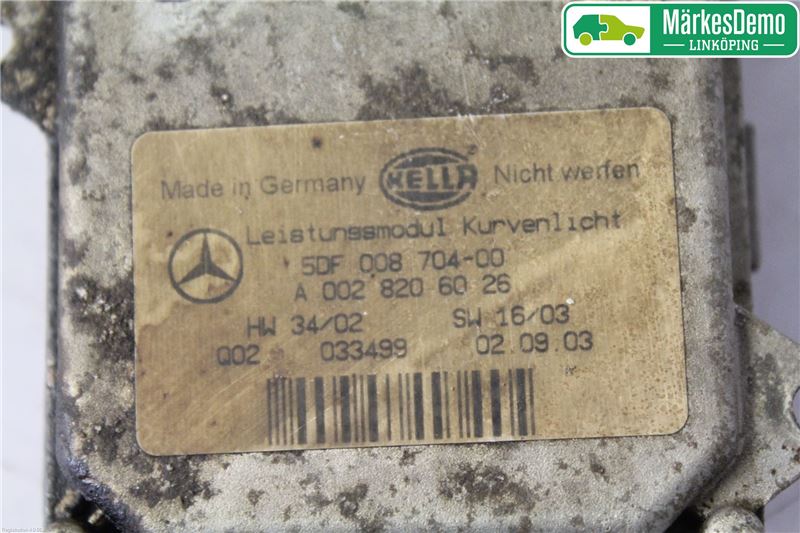 MärkesDemo
LINKÖPING
Made in Germany HELLA ® Nicht werfen
Leistungsmodul Kurvenlicht
5DF 008 704-00
A 002 820 60 26
HW 34/02 SW 16/03
Q02 033499 02.09.03